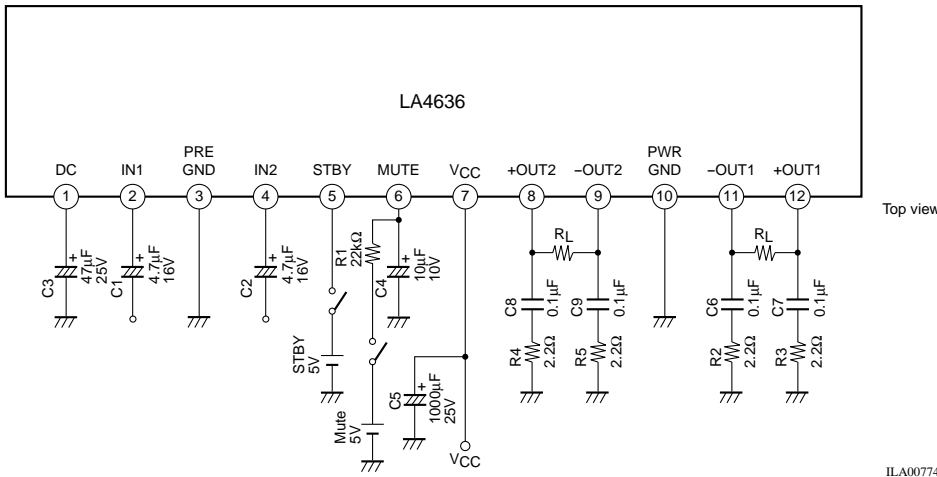 LA4636
DC
IN1
PRE
GND
IN2
STBY
MUTE
VCC
+OUT2
−OUT2
PWR
GND
−OUT1
+OUT1
1
2
3
4
5
6
7
8
9
10
11
12
Top view
C3
+
47μF
25V
C1
+
4.7μF
16V
C2
+
4.7μF
16V
R1
22kΩ
C4
+
10μF
10V
RL
RL
C8
0.1μF
C9
0.1μF
C6
0.1μF
C7
0.1μF
R4
2.2Ω
R5
2.2Ω
R2
2.2Ω
R3
2.2Ω
STBY
5V
C5
+
1000μF
25V
Mute
5V
VCC
ILA00774